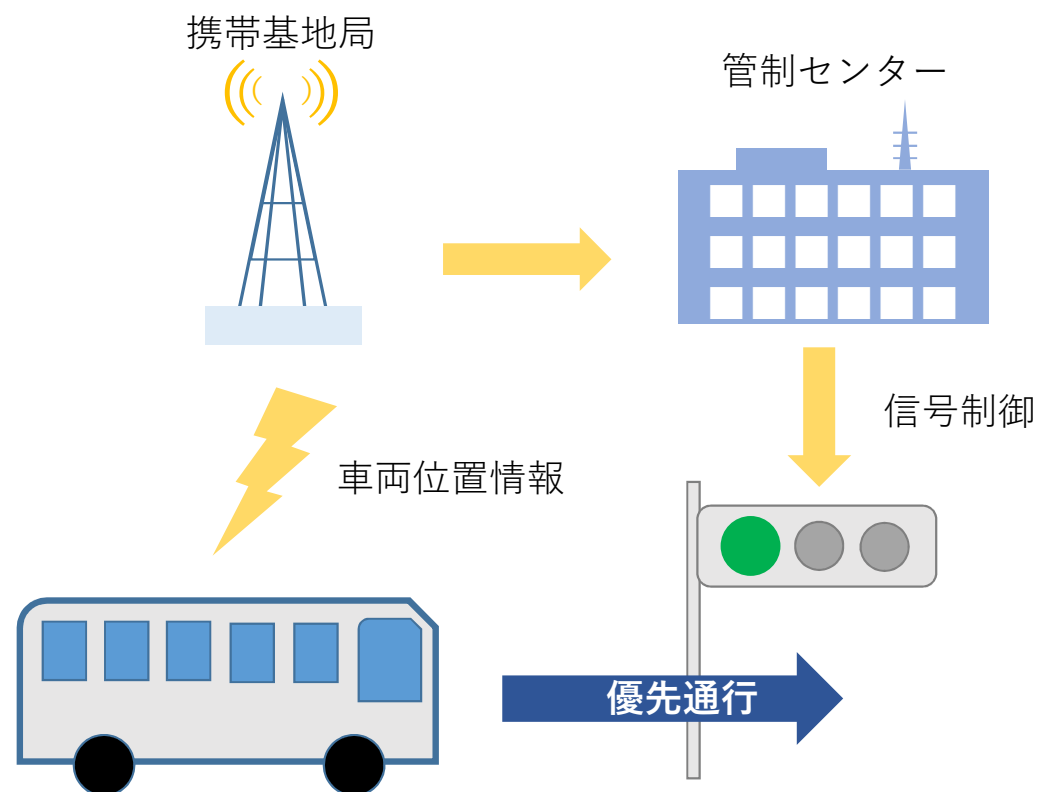 携帯基地局
管制センター
信号制御
車両位置情報
優先通行